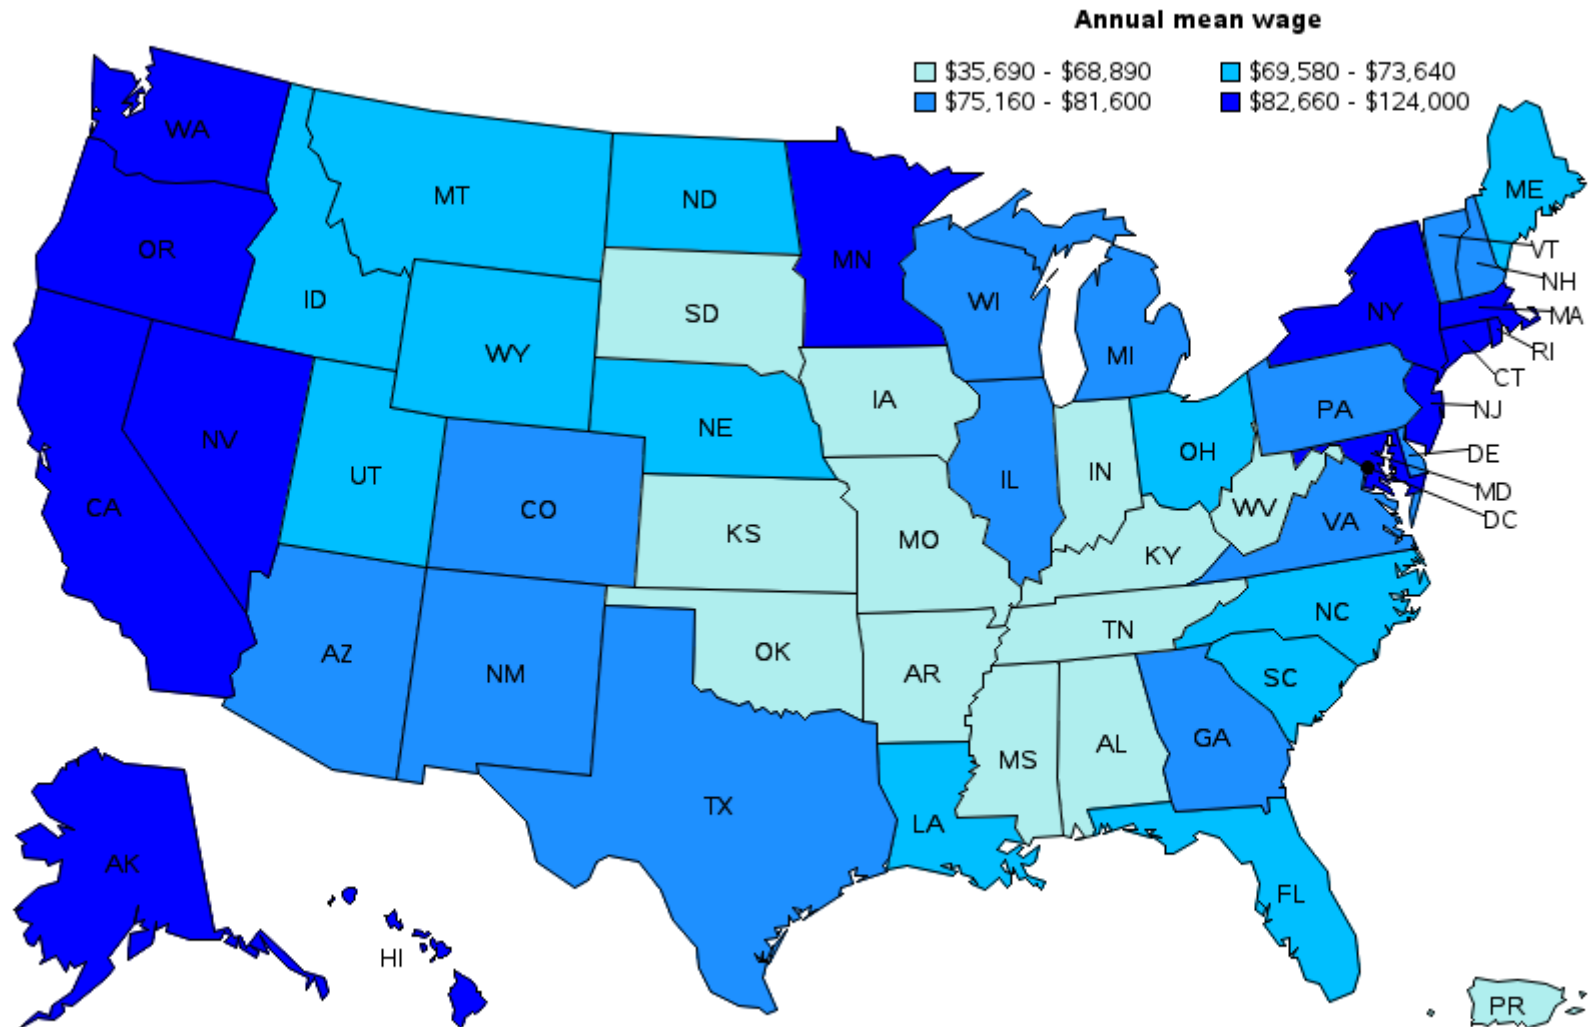 Annual mean wage
$35,690 - $68,890 $69,580 - $73,640
$75,160 - $81,600 $82,660 - $124,000
WA
MT
ND
ME
OR
MN
VT
ID
SD
WI
NH
NY
MA
WY
MI
RI
CT
IA
PA
NJ
NV
NE
UT
OH
DE
IL
IN
MD
CA
CO
WV
VA
DC
KS
MO
KY
NC
AZ
OK
TN
NM
AR
SC
MS
AL
GA
TX
LA
AK
FL
HI
PR